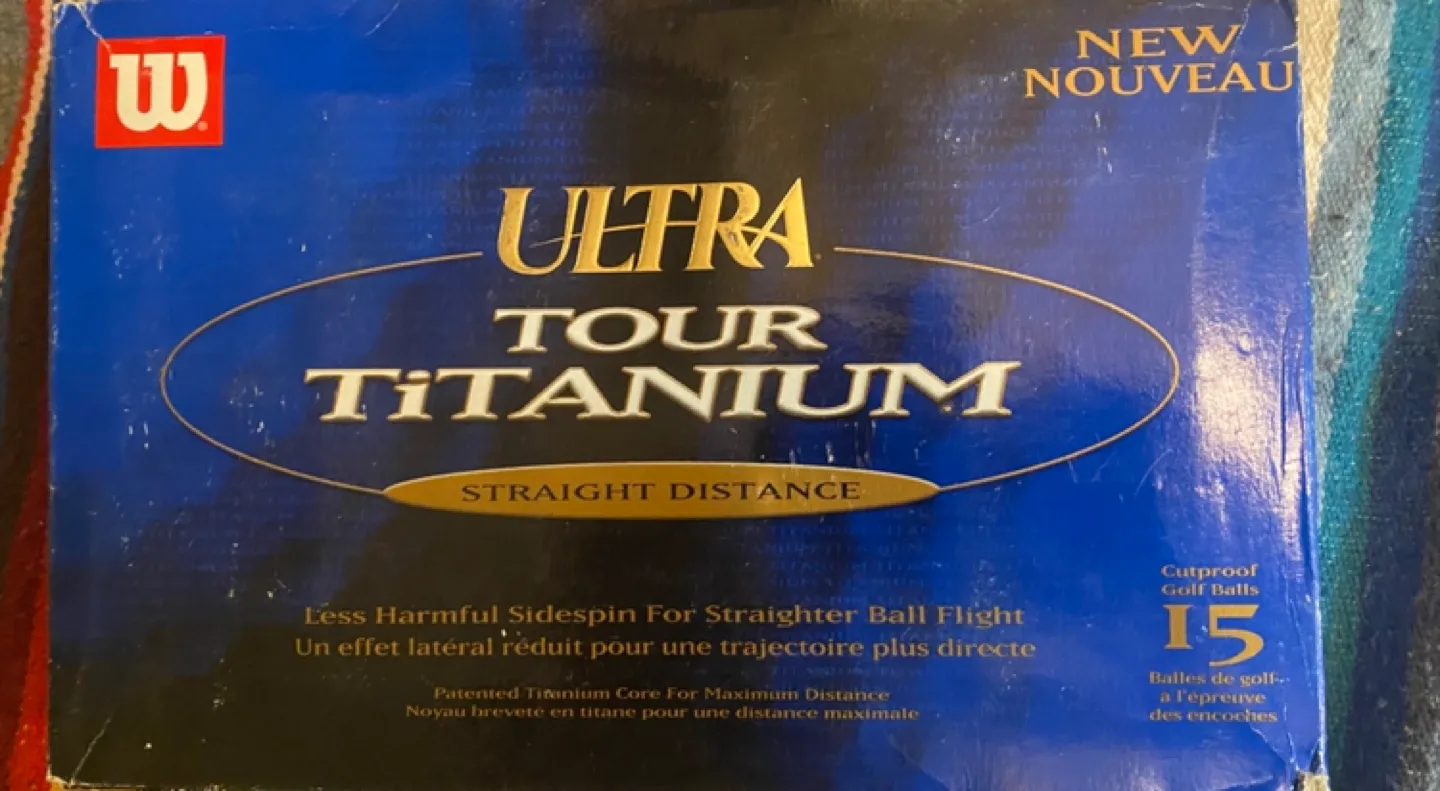 W
NEW
NOUVEAU
ULTRA
TOUR
TiTANIUM
STRAIGHT DISTANCE
Less Harmful Sidespin For Straighter Ball Flight
Un effet latéral réduit pour une trajectoire plus directe
Patented Titanium Core For Maximum Distance
Noyau breveté en titane pour une distance maximale
Cutproof
Golf Balls
15
Balles de golf
a l'épreuve
des encoches